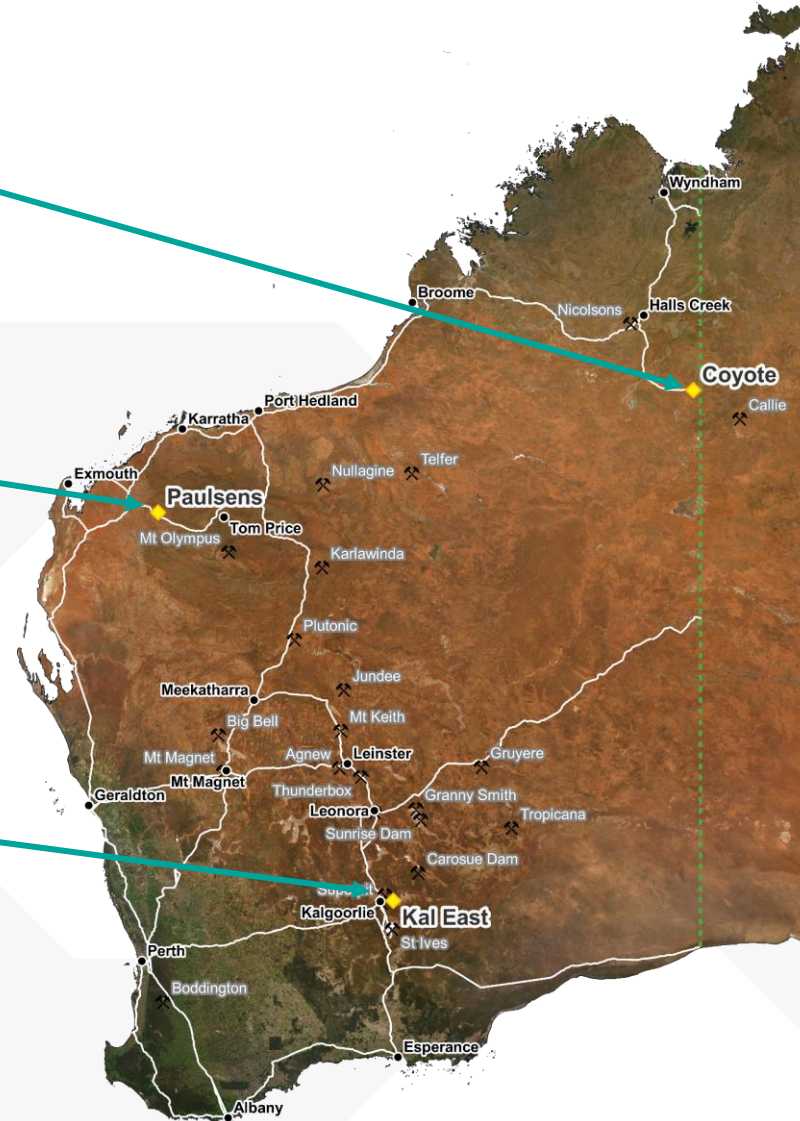 Wyndham
Broome
Nicolsons
Halls Creek
Coyote
Callie
Port Hedland
Karratha
Exmouth
Nullagine
Telfer
Paulsens
Tom Price
Mt Olympus
Karlawinda
Plutonic
Meekatharra
Jundee
Big Bell
Mt Keith
Mt Magnet
Agnew
Leinster
Gruyere
Mt Magnet
Thunderbox
Geraldton
Granny Smith
Leonora
Tropicana
Sunrise Dam
Carosue Dam
Kalgoorlie
Kal East
St Ives
Perth
Boddington
Esperance
Albany